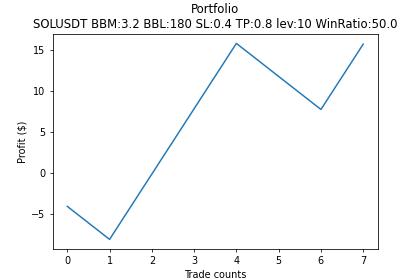 Portfolio
SOLUSDT BBM:3.2 BBL:180 SL:0.4 TP:0.8 lev:10 WinRatio:50.0
15
10
5
0
−5
Profit ($)
0 1 2 3 4 5 6 7
Trade counts